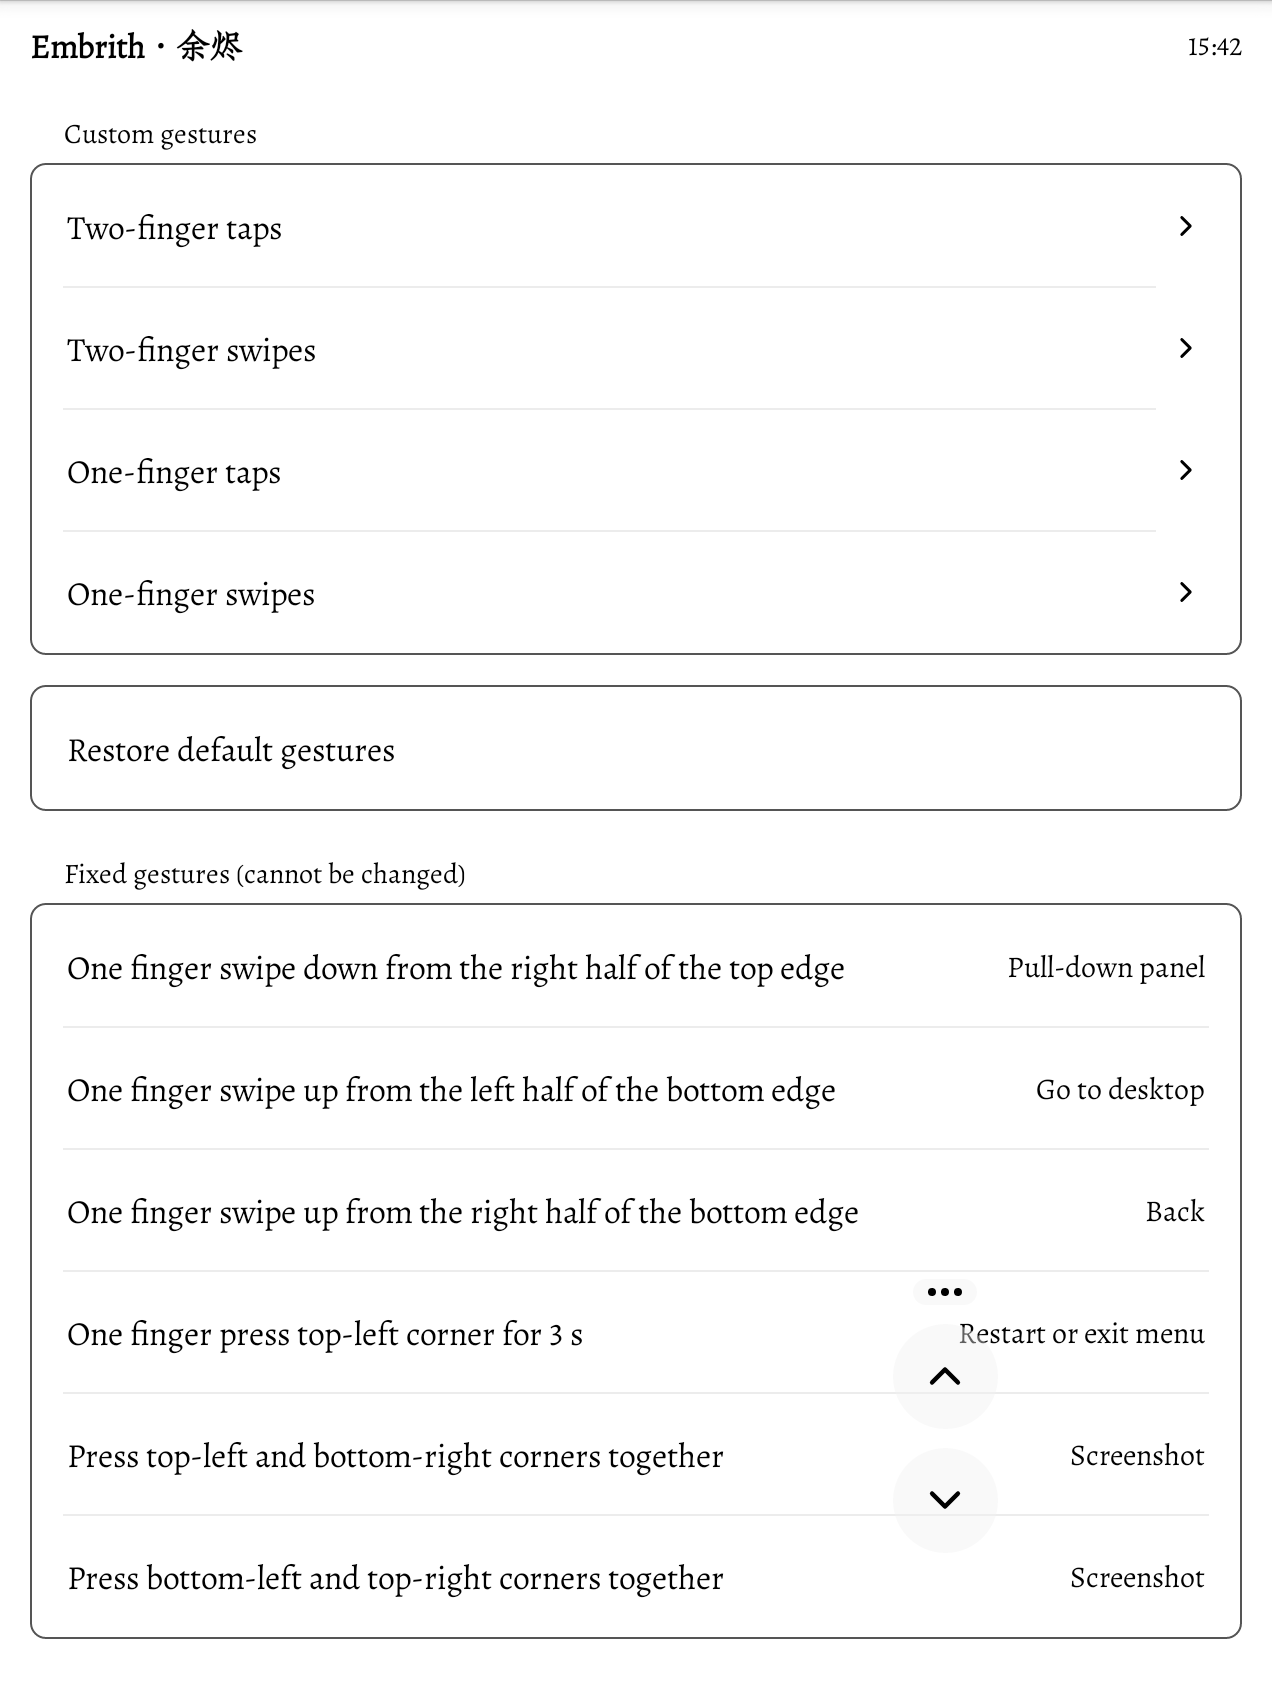 Embrith · 余烬
15:42
Custom gestures
Two-finger taps
Two-finger swipes
One-finger taps
One-finger swipes
Restore default gestures
Fixed gestures (cannot be changed)
One finger swipe down from the right half of the top edge Pull-down panel
One finger swipe up from the left half of the bottom edge Go to desktop
One finger swipe up from the right half of the bottom edge Back
One finger press top-left corner for 3 s Restart or exit menu
Press top-left and bottom-right corners together Screenshot
Press bottom-left and top-right corners together Screenshot